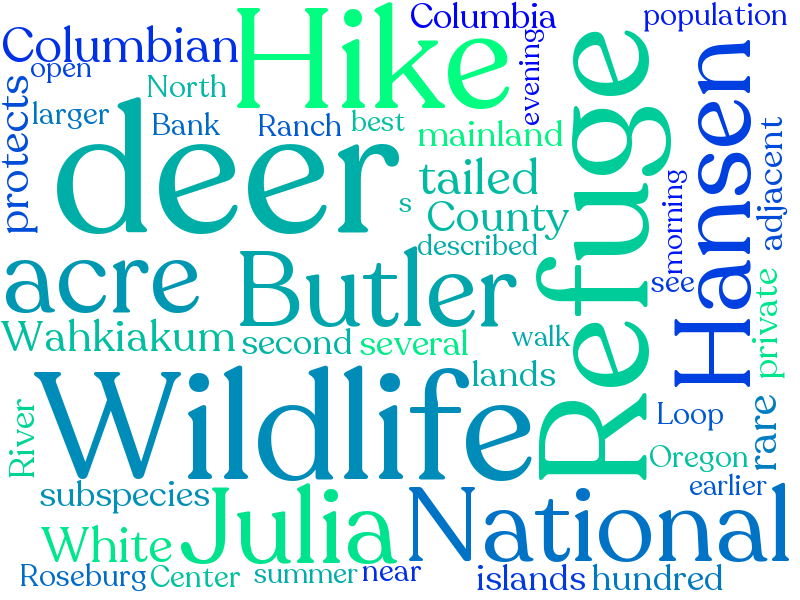 Columbian
Hike
Columbia
population
open
evening
North
protects
larger
Bank
Ranch
best
mainland
deer
tailed
s
County
described
Refuge
Hansen
adjacent
morning
see
acre
Butler
private
Wahkiakum
second
several
walk
lands
Wildlife
River
Loop
rare
Oregon
earlier
subspecies
Julia
National
White
Roseburg
Center
summer
near
islands
hundred